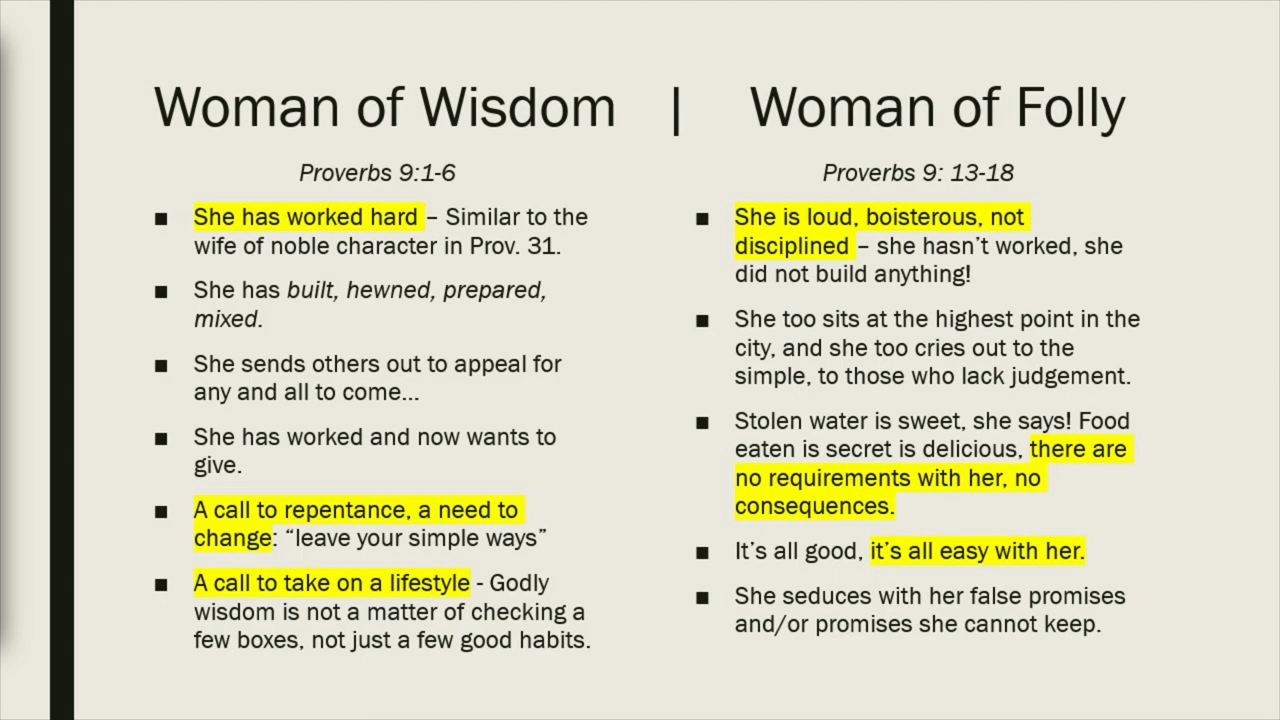 Woman of Wisdom | Woman of Folly
Proverbs 9:1-6
■ She has worked hard – Similar to the
wife of noble character in Prov. 31.
■ She has built, hewned, prepared,
mixed.
■ She sends others out to appeal for
any and all to come...
■ She has worked and now wants to
give.
■ A call to repentance, a need to
change: “leave your simple ways”
■ A call to take on a lifestyle - Godly
wisdom is not a matter of checking a
few boxes, not just a few good habits.
Proverbs 9: 13-18
■ She is loud, boisterous, not
disciplined – she hasn’t worked, she
did not build anything!
■ She too sits at the highest point in the
city, and she too cries out to the
simple, to those who lack judgement.
■ Stolen water is sweet, she says! Food
eaten is secret is delicious, there are
no requirements with her, no
consequences.
■ It’s all good, it’s all easy with her.
■ She seduces with her false promises
and/or promises she cannot keep.